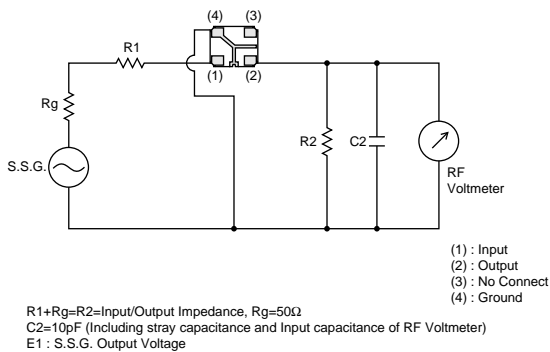 (4)
(3)
R1
(1)
(2)
Rg
R2
C2
S.S.G.
RF
Voltmeter
(1) : Input
(2) : Output
(3) : No Connect
(4) : Ground
R1+Rg=R2=Input/Output Impedance, Rg=50Ω
C2=10pF (Including stray capacitance and Input capacitance of RF Voltmeter)
E1 : S.S.G. Output Voltage